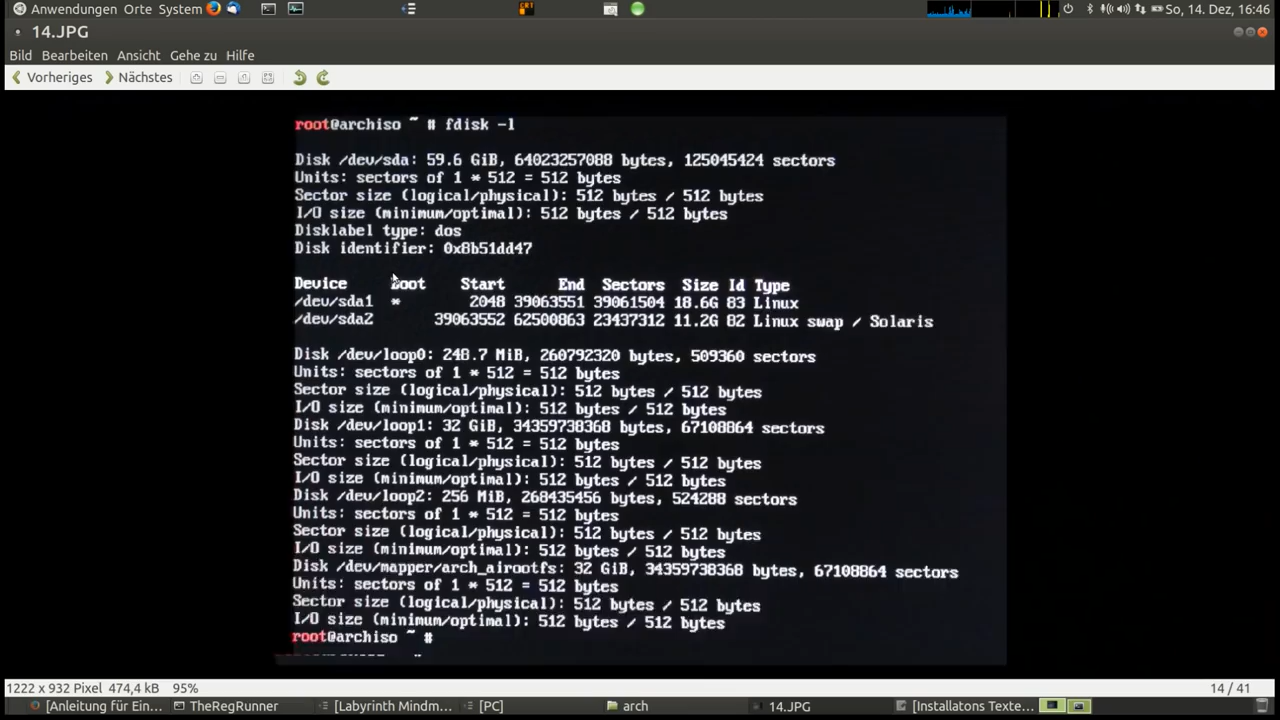 Anwendungen Orte System CRT So, 14. Dez, 16:46
14.JPG
Bild Bearbeiten Ansicht Gehe zu Hilfe
Vorheriges Nächstes
root@archiso ~ # fdisk -l
Disk /dev/sda: 59.6 GiB, 64023257088 bytes, 125045424 sectors
Units: sectors of 1 * 512 = 512 bytes
Sector size (logical/physical): 512 bytes / 512 bytes
I/O size (minimum/optimal): 512 bytes / 512 bytes
Disklabel type: dos
Disk identifier: 0x8b51dd47
Device Boot Start End Sectors Size Id Type
/dev/sda1 * 2048 39063551 39061504 18.6G 83 Linux
/dev/sda2 39063552 62500863 23437312 11.2G 82 Linux swap / Solaris
Disk /dev/loop0: 248.7 MiB, 260792320 bytes, 509360 sectors
Units: sectors of 1 * 512 = 512 bytes
Sector size (logical/physical): 512 bytes / 512 bytes
I/O size (minimum/optimal): 512 bytes / 512 bytes
Disk /dev/loop1: 32 GiB, 34359738368 bytes, 67108864 sectors
Units: sectors of 1 * 512 = 512 bytes
Sector size (logical/physical): 512 bytes / 512 bytes
I/O size (minimum/optimal): 512 bytes / 512 bytes
Disk /dev/loop2: 256 MiB, 268435456 bytes, 524288 sectors
Units: sectors of 1 * 512 = 512 bytes
Sector size (logical/physical): 512 bytes / 512 bytes
I/O size (minimum/optimal): 512 bytes / 512 bytes
Disk /dev/mapper/arch_airootfs: 32 GiB, 34359738368 bytes, 67108864 sectors
Units: sectors of 1 * 512 = 512 bytes
Sector size (logical/physical): 512 bytes / 512 bytes
I/O size (minimum/optimal): 512 bytes / 512 bytes
root@archiso ~ #
1222 x 932 Pixel 474,4 kB 95% 14 / 41
[Anleitung für Ein... TheRegRunner [Labyrinth Mindm... [PC] arch 14.JPG [Installatons Texte...